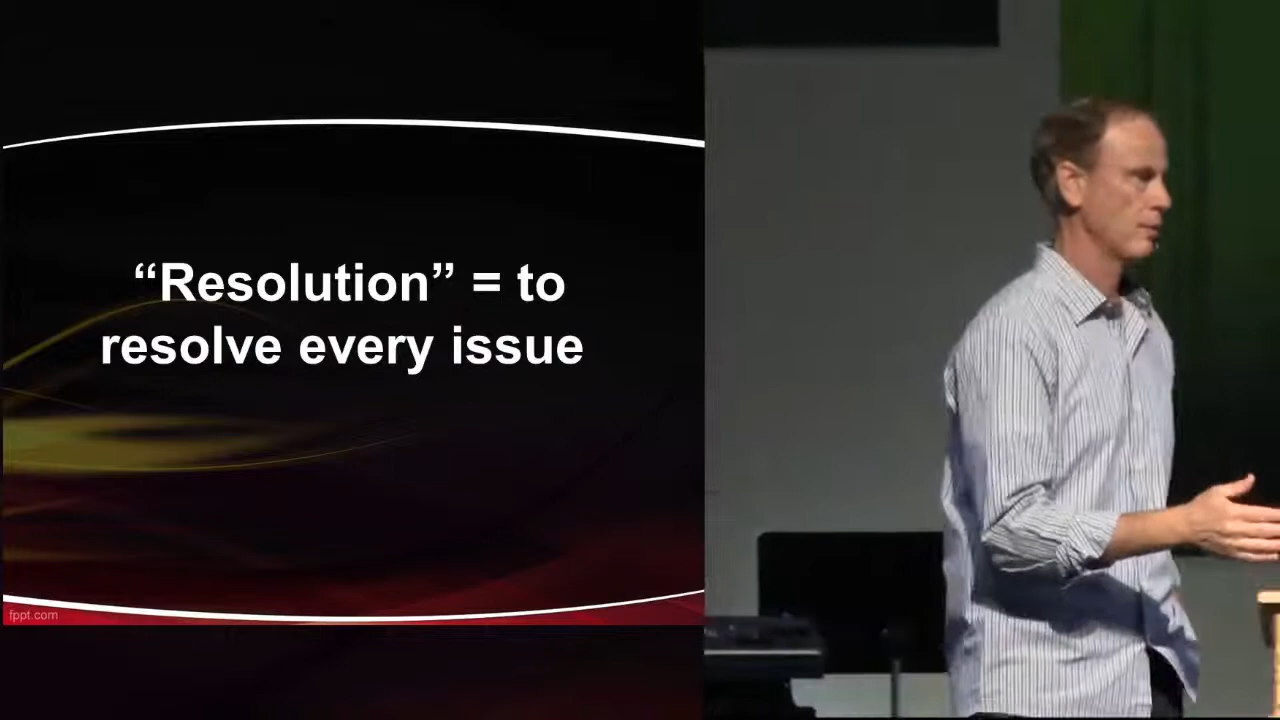 “Resolution” = to
resolve every issue
fppt.com